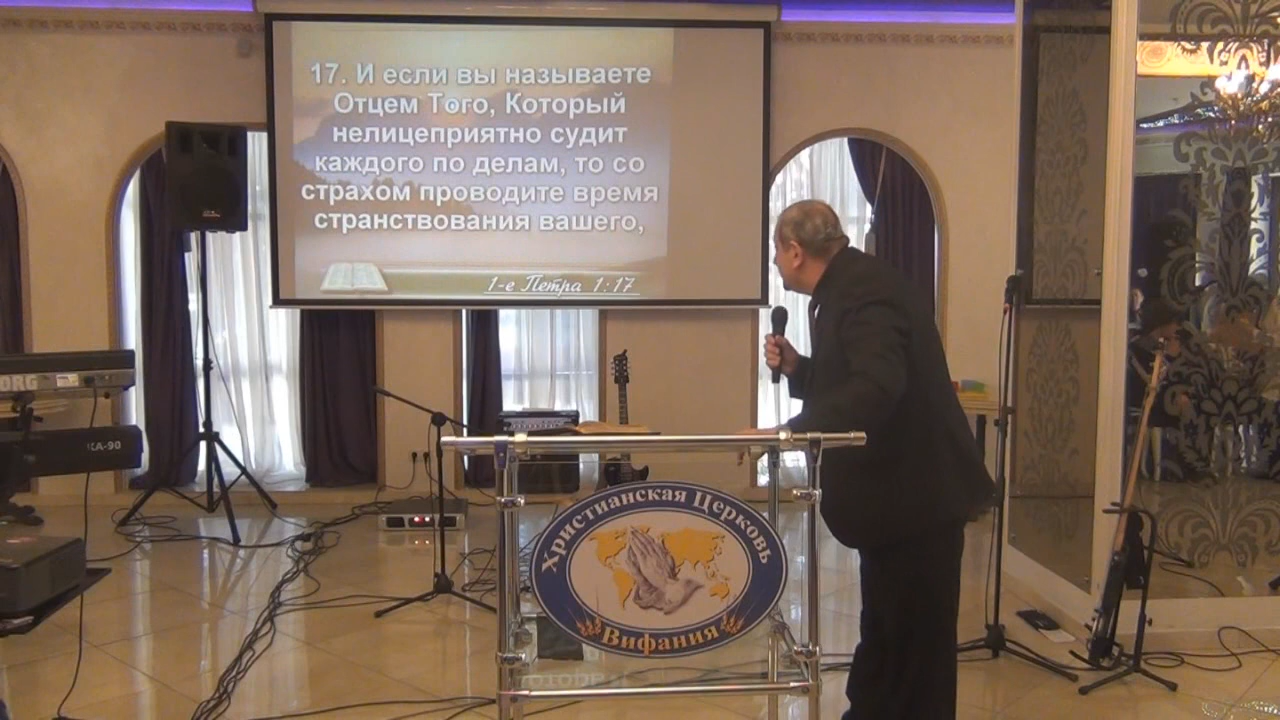 17. И если вы называете
Отцем Того, Который
нелицеприятно судит
каждого по делам, то со
страхом проводите время
странствования вашего,
1-е Петра 1:17
KORG
KA-90
Христианская Церковь
Вифания